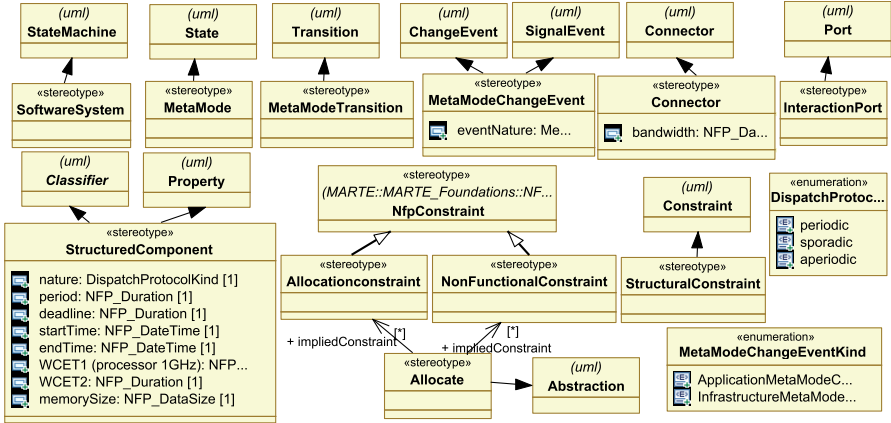 (uml)
StateMachine
(uml)
State
(uml)
Transition
(uml)
ChangeEvent
(uml)
SignalEvent
(uml)
Connector
(uml)
Port
«stereotype»
SoftwareSystem
«stereotype»
MetaMode
«stereotype»
MetaModeTransition
«stereotype»
MetaModeChangeEvent
eventNature: Me...
«stereotype»
Connector
bandwidth: NFP_Da...
«stereotype»
InteractionPort
(uml)
Classifier
(uml)
Property
«stereotype»
(MARTE::MARTE_Foundations::NF...
NfpConstraint
(uml)
Constraint
«enumeration»
DispatchProtoc...
periodic
sporadic
aperiodic
«stereotype»
StructuredComponent
nature: DispatchProtocolKind [1]
period: NFP_Duration [1]
deadline: NFP_Duration [1]
startTime: NFP_DateTime [1]
endTime: NFP_DateTime [1]
WCET1 (processor 1GHz): NFP...
WCET2: NFP_Duration [1]
memorySize: NFP_DataSize [1]
«stereotype»
Allocationconstraint
«stereotype»
NonFunctionalConstraint
«stereotype»
StructuralConstraint
[*]
+ impliedConstraint
[*]
+ impliedConstraint
«stereotype»
Allocate
(uml)
Abstraction
«enumeration»
MetaModeChangeEventKind
ApplicationMetaModeC...
InfrastructureMetaMode...